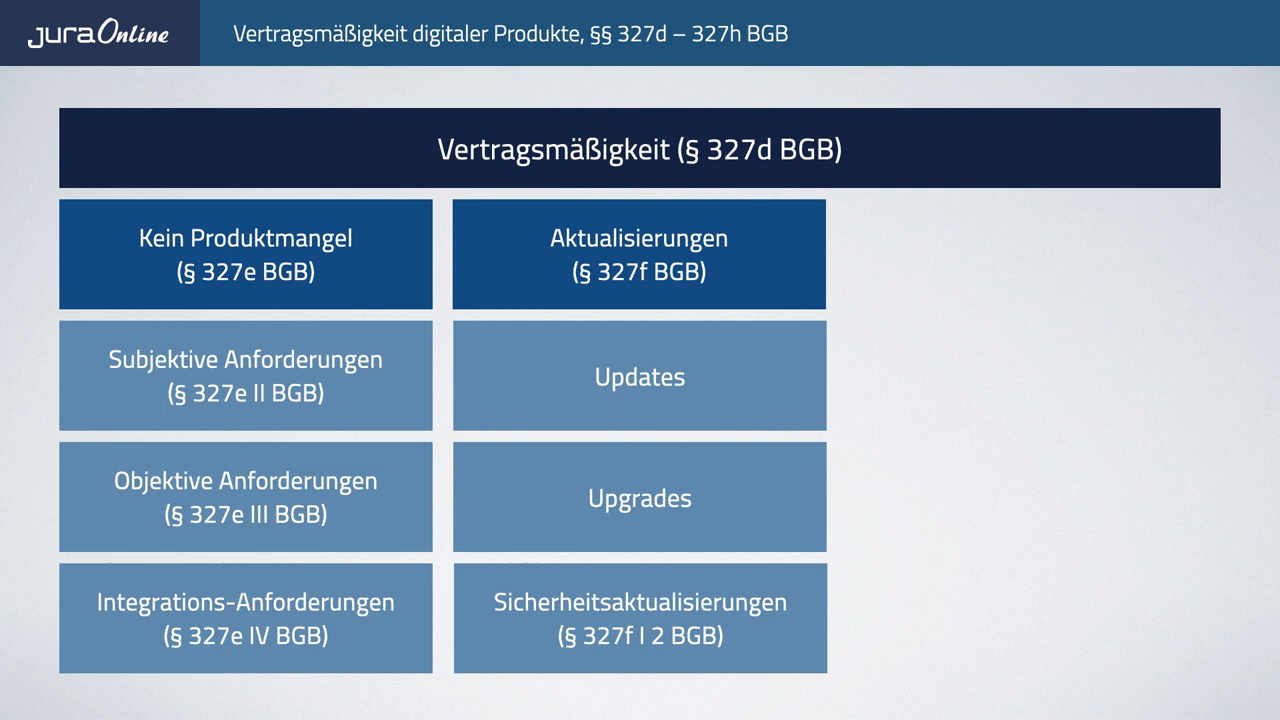 juraOnline
Vertragsmäßigkeit digitaler Produkte, §§ 327d – 327h BGB
Vertragsmäßigkeit (§ 327d BGB)
Kein Produktmangel
(§ 327e BGB)
Aktualisierungen
(§ 327f BGB)
Subjektive Anforderungen
(§ 327e II BGB)
Updates
Objektive Anforderungen
(§ 327e III BGB)
Upgrades
Integrations-Anforderungen
(§ 327e IV BGB)
Sicherheitsaktualisierungen
(§ 327f I 2 BGB)